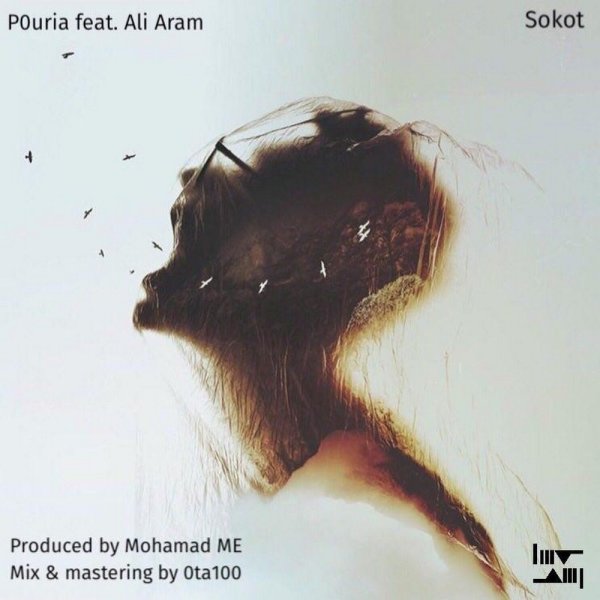 P0uria feat. Ali Aram
Sokot
Produced by Mohamad ME
Mix & mastering by 0ta100